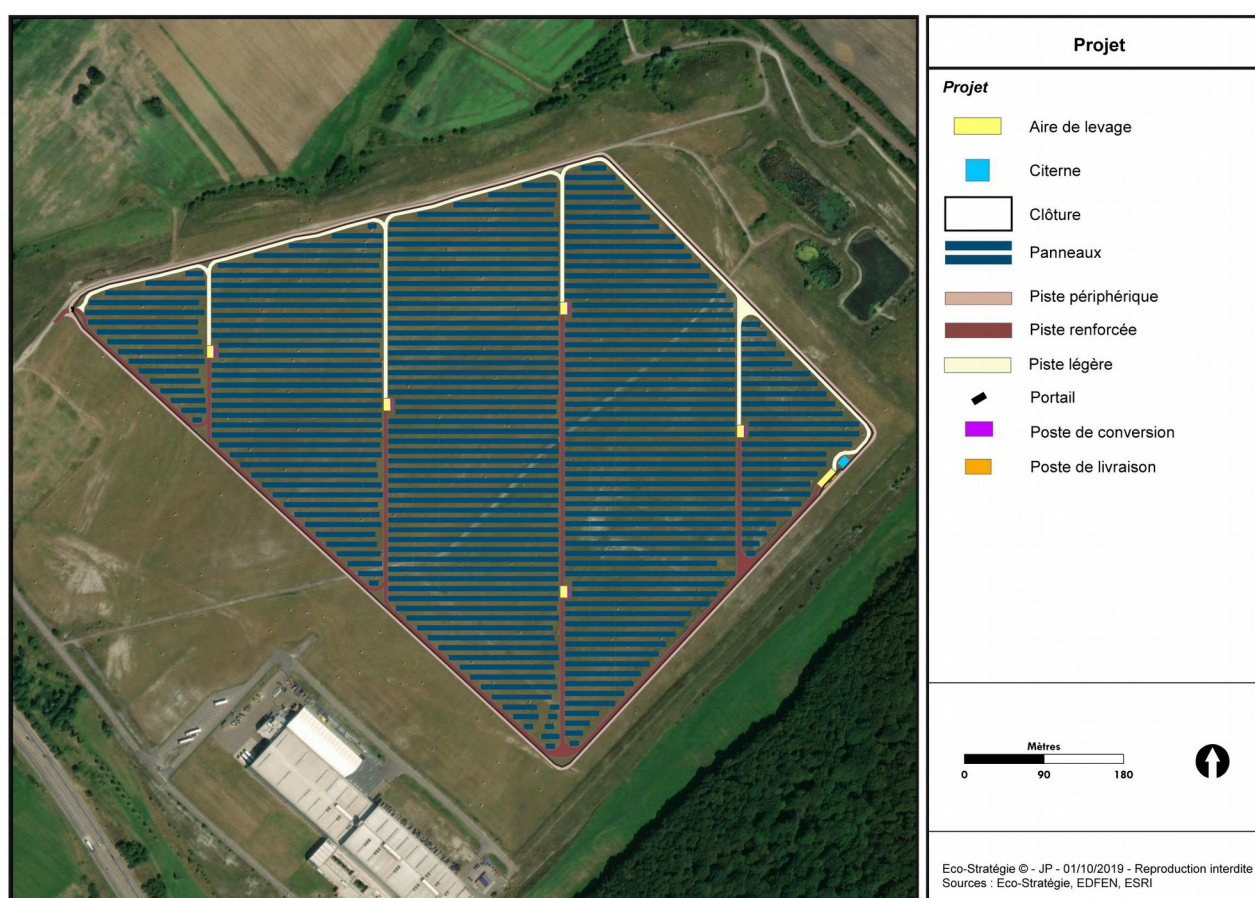 Projet
Projet
Aire de levage
Citerne
Clôture
Panneaux
Piste périphérique
Piste renforcée
Piste légère
Portail
Poste de conversion
Poste de livraison
Mètres
0 90 180
Eco-Stratégie © - JP - 01/10/2019 - Reproduction interdite
Sources : Eco-Stratégie, EDFEN, ESRI